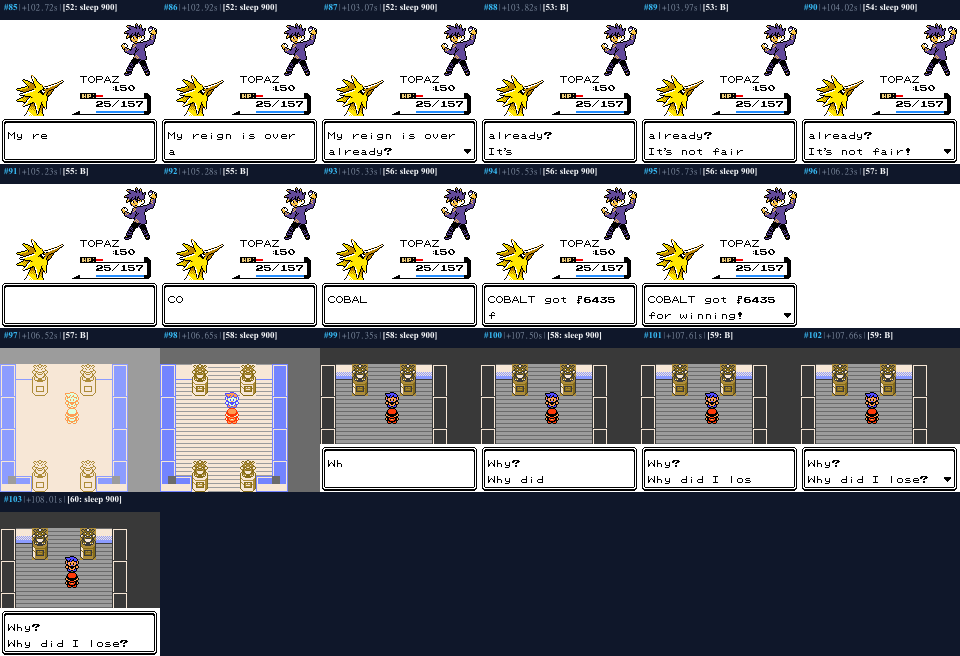 #85|+102.72s|[52: sleep 900]
#86|+102.92s|[52: sleep 900]
#87|+103.07s|[52: sleep 900]
#88|+103.82s|[53: B]
#89|+103.97s|[53: B]
#90|+104.02s|[54: sleep 900]
TOPAZ
:L50
HP:
25/157
My re
TOPAZ
:L50
HP:
25/157
My reign is over
a
TOPAZ
:L50
HP:
25/157
My reign is over
already?
TOPAZ
:L50
HP:
25/157
already?
It's
TOPAZ
:L50
HP:
25/157
already?
It's not fair
TOPAZ
:L50
HP:
25/157
already?
It's not fair!
#91|+105.23s|[55: B]
#92|+105.28s|[55: B]
#93|+105.33s|[56: sleep 900]
#94|+105.53s|[56: sleep 900]
#95|+105.73s|[56: sleep 900]
#96|+106.23s|[57: B]
TOPAZ
:L50
HP:
25/157
TOPAZ
:L50
HP:
25/157
CO
TOPAZ
:L50
HP:
25/157
COBAL
TOPAZ
:L50
HP:
25/157
COBALT got ₽6435
f
TOPAZ
:L50
HP:
25/157
COBALT got ₽6435
for winning!
#97|+106.52s|[57: B]
#98|+106.65s|[58: sleep 900]
#99|+107.35s|[58: sleep 900]
#100|+107.50s|[58: sleep 900]
#101|+107.61s|[59: B]
#102|+107.66s|[59: B]
Wh
Why?
Why did
Why?
Why did I los
Why?
Why did I lose?
#103|+108.01s|[60: sleep 900]
Why?
Why did I lose?